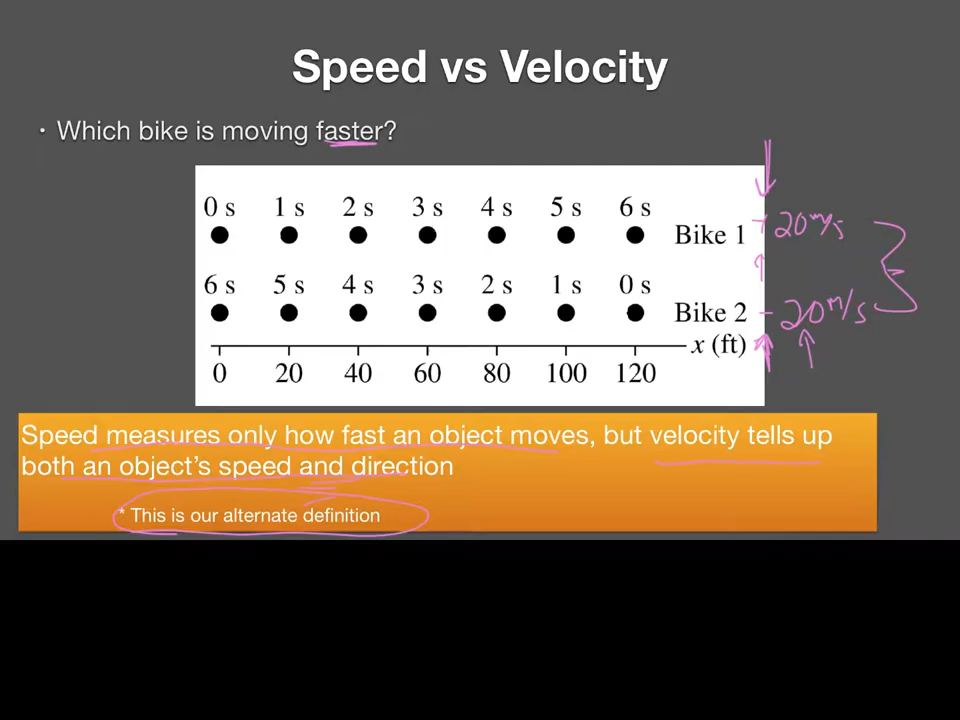 Speed vs Velocity
· Which bike is moving faster?
0 s 1 s 2 s 3 s 4 s 5 s 6 s
Bike 1 + 20 m/s
6 s 5 s 4 s 3 s 2 s 1 s 0 s
Bike 2 - 20 m/s
x (ft)
0 20 40 60 80 100 120
Speed measures only how fast an object moves, but velocity tells up
both an object's speed and direction
* This is our alternate definition